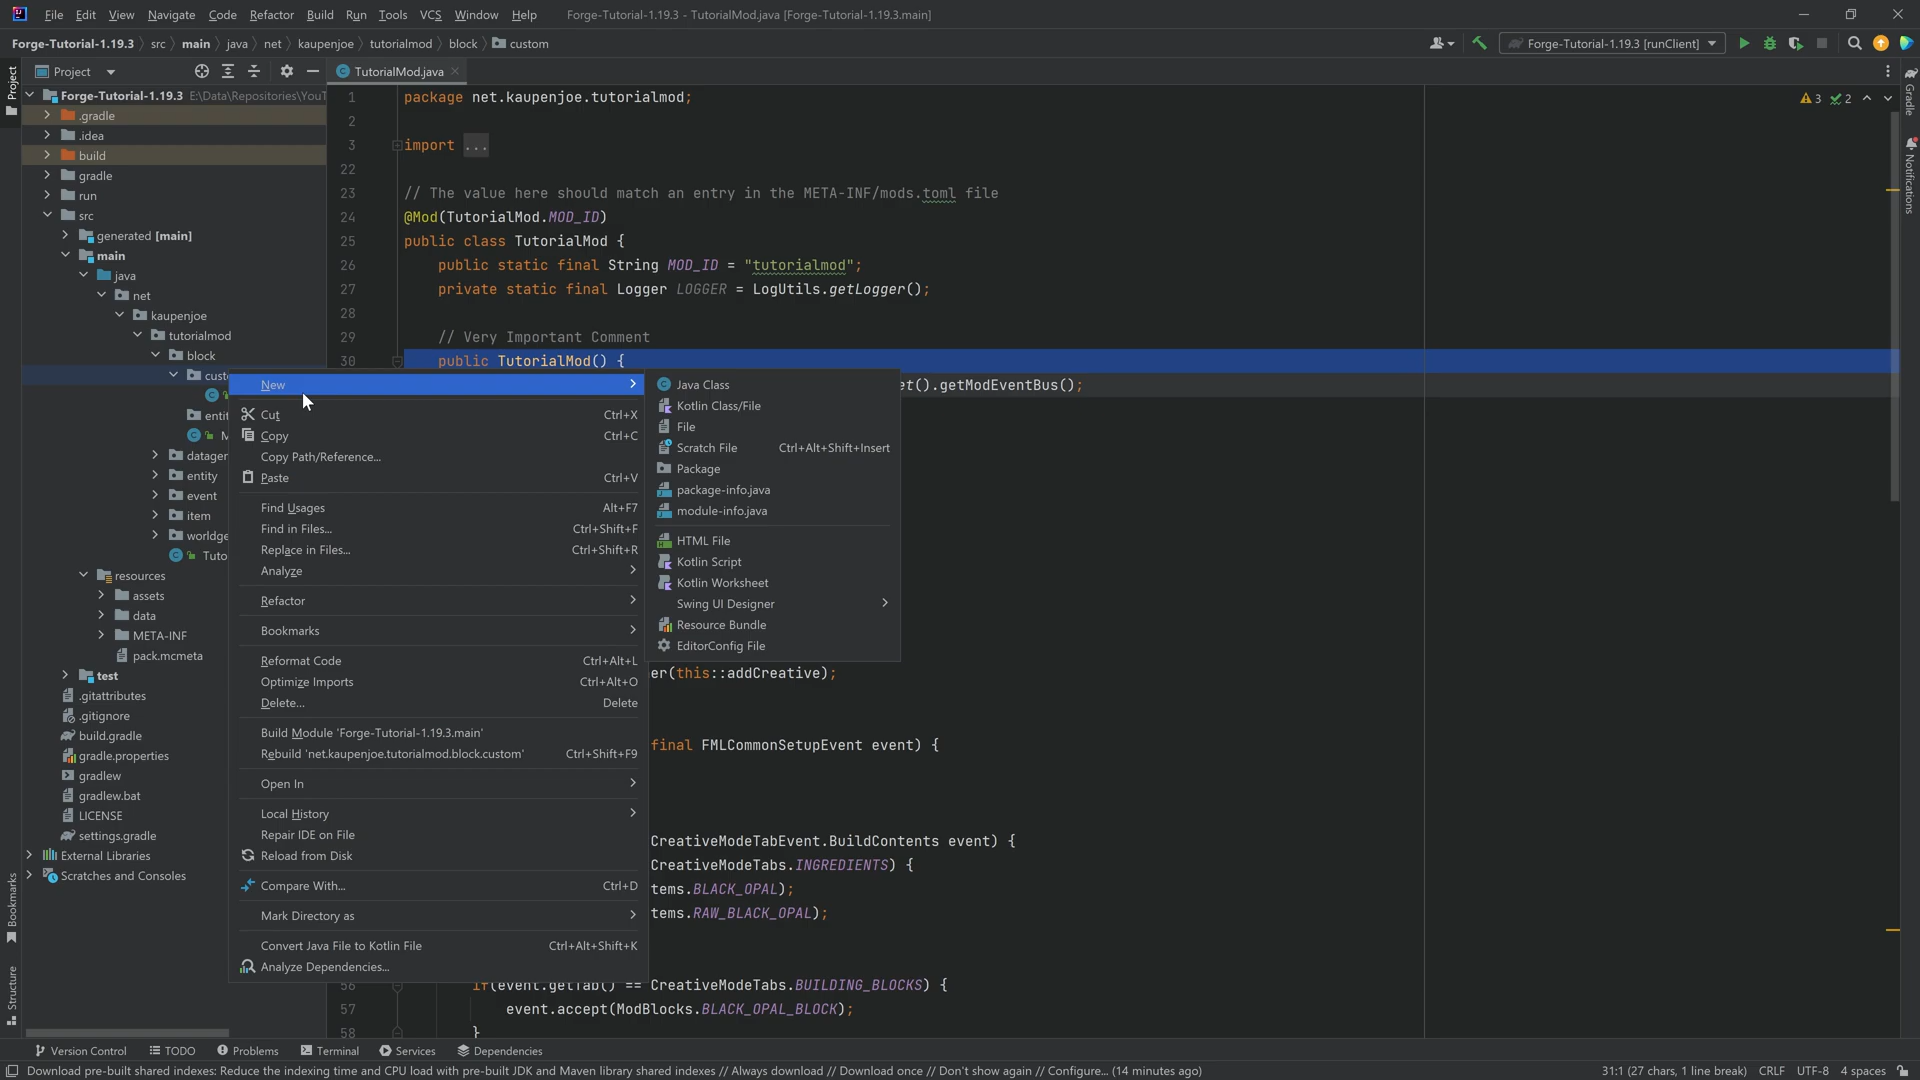 File Edit View Navigate Code Refactor Build Run Tools VCS Window Help Forge-Tutorial-1.19.3 - TutorialMod.java [Forge-Tutorial-1.19.3.main]
Forge-Tutorial-1.19.3 src main java net kaupenjoe tutorialmod block custom
Forge-Tutorial-1.19.3 [runClient]
Project
Project
TutorialMod.java
Forge-Tutorial-1.19.3 E:\Data\Repositories\YouT
.gradle
.idea
build
gradle
run
src
generated [main]
main
java
net
kaupenjoe
tutorialmod
block
custo
entit
M
datager
entity
event
item
worldge
Tuto
resources
assets
data
META-INF
pack.mcmeta
test
.gitattributes
.gitignore
build.gradle
gradle.properties
gradlew
gradlew.bat
LICENSE
settings.gradle
External Libraries
Scratches and Consoles
Bookmarks
Structure
1 package net.kaupenjoe.tutorialmod;
2
3 import ...
22
23 // The value here should match an entry in the META-INF/mods.toml file
24 @Mod(TutorialMod.MOD_ID)
25 public class TutorialMod {
26 public static final String MOD_ID = "tutorialmod";
27 private static final Logger LOGGER = LogUtils.getLogger();
28
29 // Very Important Comment
30 public TutorialMod() {
et().getModEventBus();
er(this::addCreative);
final FMLCommonSetupEvent event) {
CreativeModeTabEvent.BuildContents event) {
CreativeModeTabs.INGREDIENTS) {
tems.BLACK_OPAL);
tems.RAW_BLACK_OPAL);
56 if(event.getTab() == CreativeModeTabs.BUILDING_BLOCKS) {
57 event.accept(ModBlocks.BLACK_OPAL_BLOCK);
58 }
3 2
Gradle
Notifications
New
Cut Ctrl+X
Copy Ctrl+C
Copy Path/Reference...
Paste Ctrl+V
Find Usages Alt+F7
Find in Files... Ctrl+Shift+F
Replace in Files... Ctrl+Shift+R
Analyze
Refactor
Bookmarks
Reformat Code Ctrl+Alt+L
Optimize Imports Ctrl+Alt+O
Delete... Delete
Build Module 'Forge-Tutorial-1.19.3.main'
Rebuild 'net.kaupenjoe.tutorialmod.block.custom' Ctrl+Shift+F9
Open In
Local History
Repair IDE on File
Reload from Disk
Compare With... Ctrl+D
Mark Directory as
Convert Java File to Kotlin File Ctrl+Alt+Shift+K
Analyze Dependencies...
Java Class
Kotlin Class/File
File
Scratch File Ctrl+Alt+Shift+Insert
Package
package-info.java
module-info.java
HTML File
Kotlin Script
Kotlin Worksheet
Swing UI Designer
Resource Bundle
EditorConfig File
Version Control TODO Problems Terminal Services Dependencies
Download pre-built shared indexes: Reduce the indexing time and CPU load with pre-built JDK and Maven library shared indexes // Always download // Download once // Don't show again // Configure... (14 minutes ago) 31:1 (27 chars, 1 line break) CRLF UTF-8 4 spaces